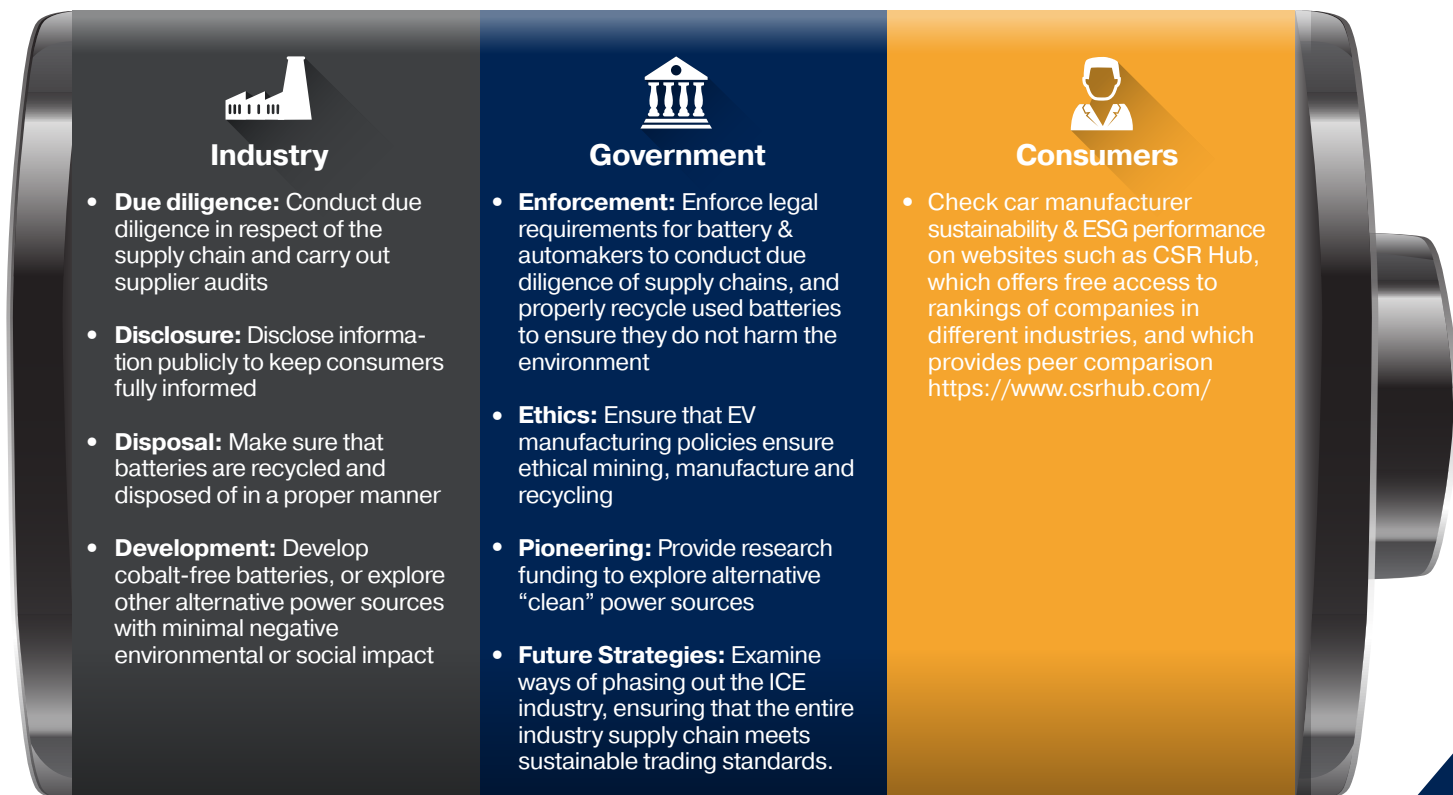 Industry
• Due diligence: Conduct due
diligence in respect of the
supply chain and carry out
supplier audits
• Disclosure: Disclose informa-
tion publicly to keep consumers
fully informed
• Disposal: Make sure that
batteries are recycled and
disposed of in a proper manner
• Development: Develop
cobalt-free batteries, or explore
other alternative power sources
with minimal negative
environmental or social impact
Government
• Enforcement: Enforce legal
requirements for battery &
automakers to conduct due
diligence of supply chains, and
properly recycle used batteries
to ensure they do not harm the
environment
• Ethics: Ensure that EV
manufacturing policies ensure
ethical mining, manufacture and
recycling
• Pioneering: Provide research
funding to explore alternative
“clean” power sources
• Future Strategies: Examine
ways of phasing out the ICE
industry, ensuring that the entire
industry supply chain meets
sustainable trading standards.
Consumers
• Check car manufacturer
sustainability & ESG performance
on websites such as CSR Hub,
which offers free access to
rankings of companies in
different industries, and which
provides peer comparison
https://www.csrhub.com/